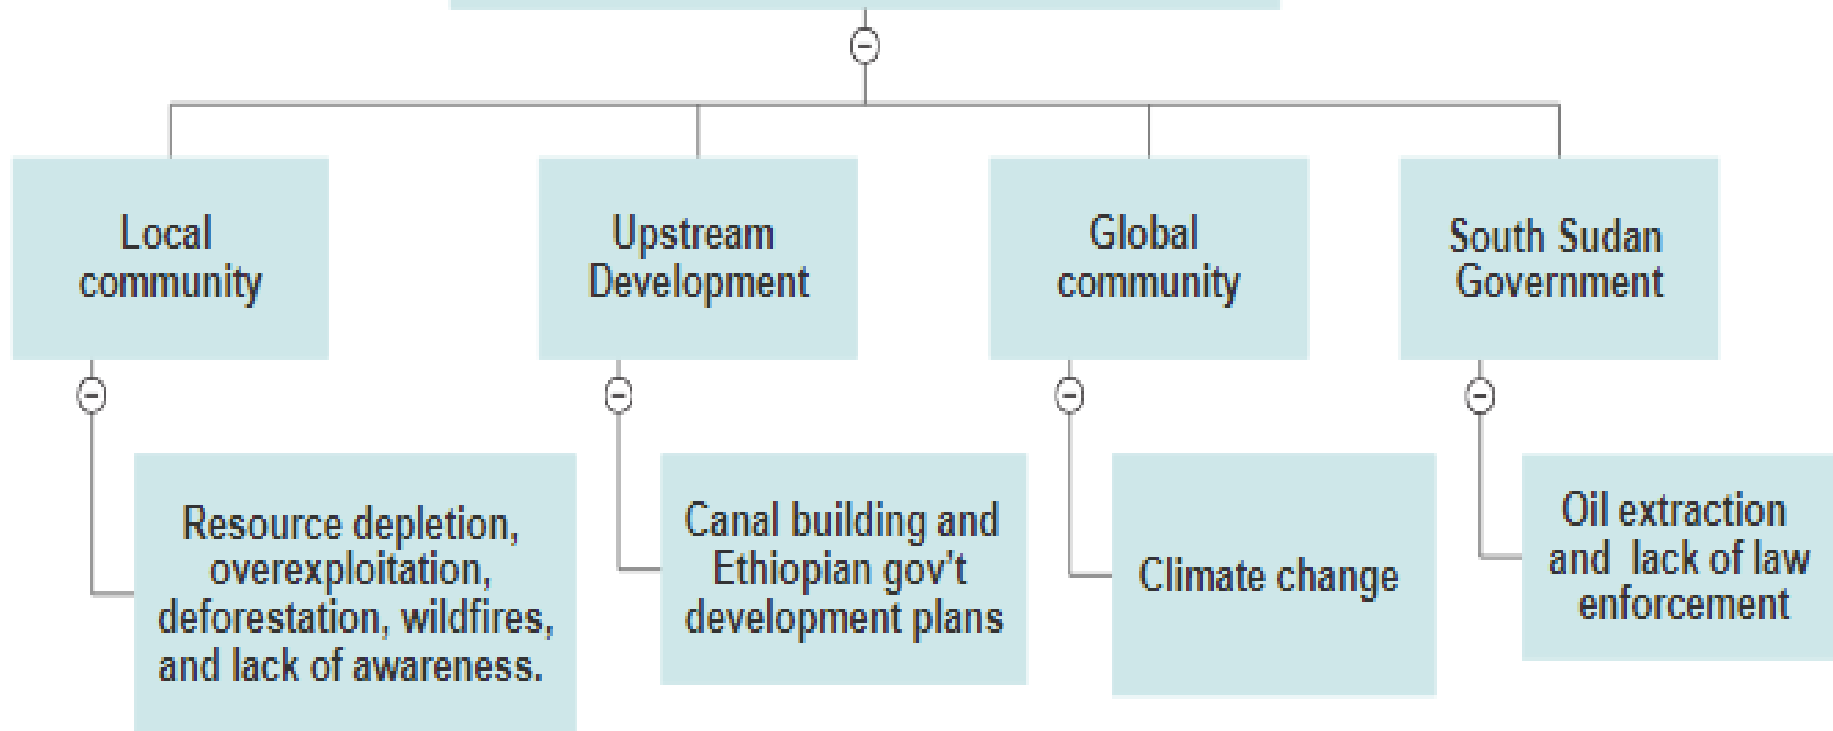 Local
community
Upstream
Development
Global
community
South Sudan
Government
Resource depletion,
overexploitation,
deforestation, wildfires,
and lack of awareness.
Canal building and
Ethiopian gov't
development plans
Climate change
Oil extraction
and lack of law
enforcement